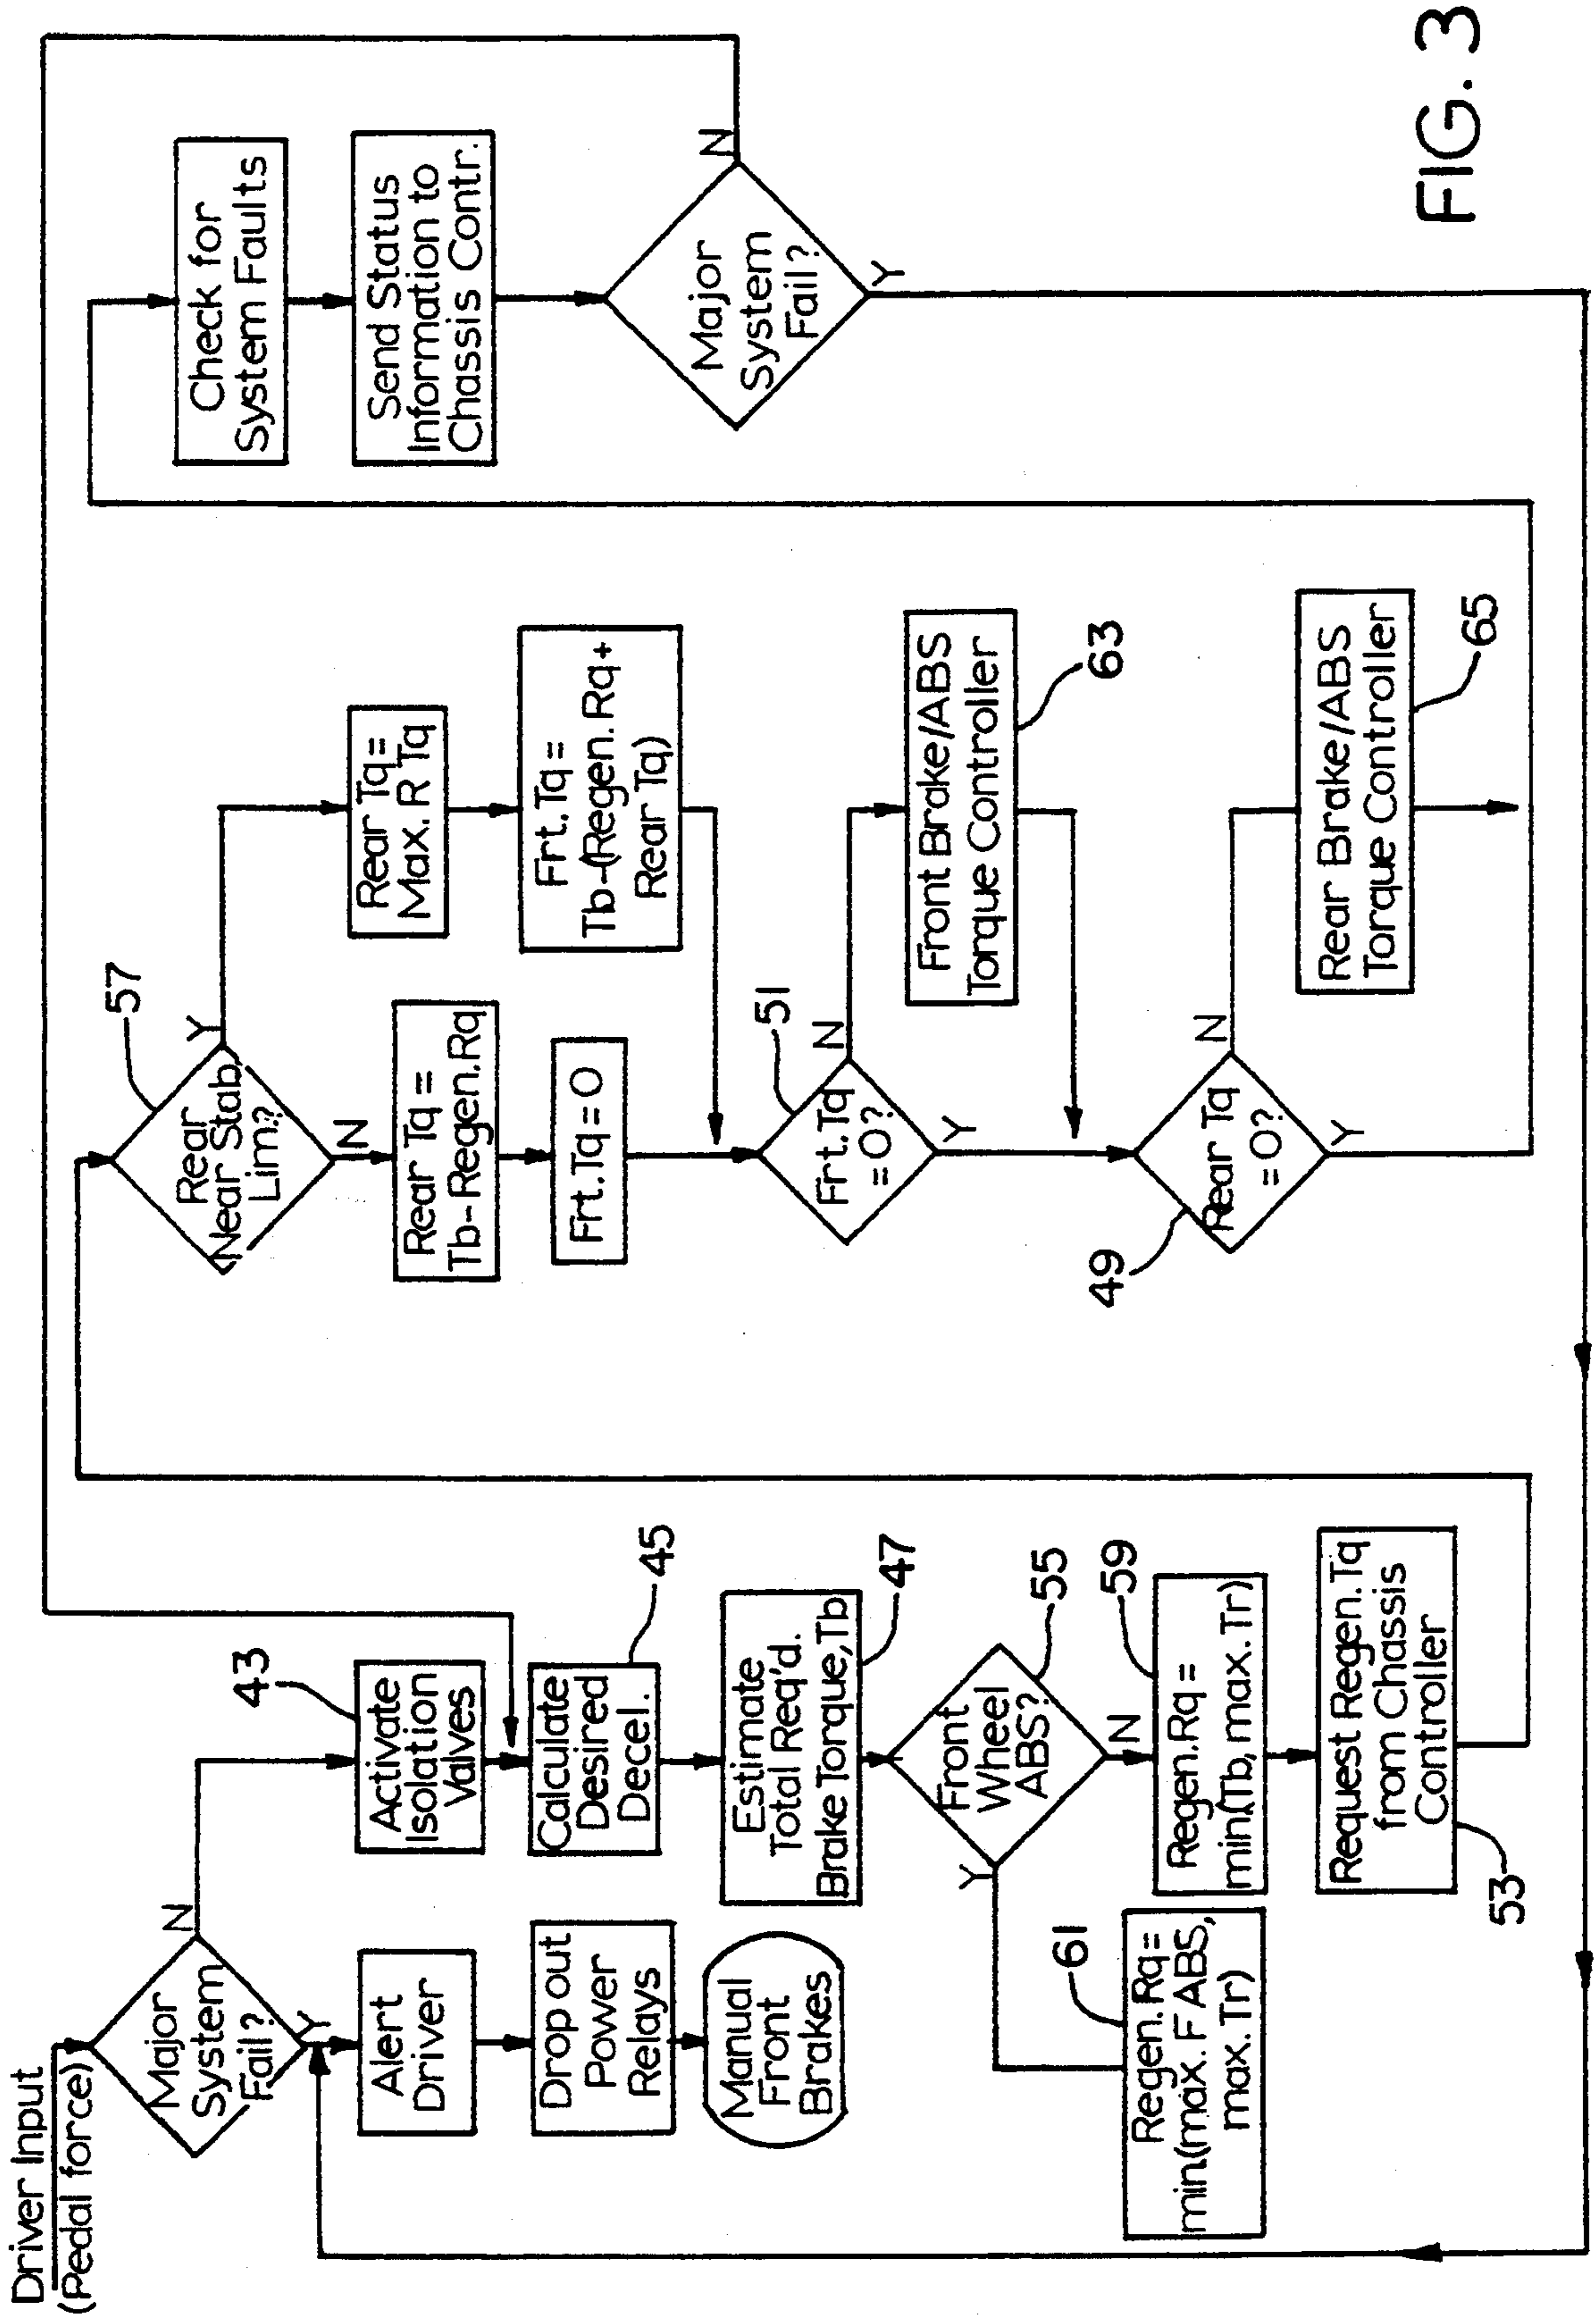 Driver Input
(Pedal force)
Major
System
Fail?
N
Y
Alert
Driver
Drop out
Power
Relays
Manual
Front
Brakes
43
Activate
Isolation
Valves
Calculate
Desired
Decel.
45
Estimate
Total Req'd.
Brake Torque,Tb
47
Front
Wheel
ABS?
55
Y
N
61
Regen.Rq=
min.(max. F ABS,
max. Tr)
59
Regen.Rq =
min.(Tb, max. Tr)
Request Regen.Tq
from Chassis
Controller
53
57
Rear
Near Stab.
Lim.?
Y
N
Rear Tq =
Tb-Regen.Rq
Frt.Tq = O
Rear Tq=
Max. R Tq
Frt.Tq=
Tb-(Regen.Rq+
Rear Tq)
51
Frt.Tq
=O?
N
Y
Front Brake/ABS
Torque Controller
63
49
Rear Tq
=O?
N
Y
Rear Brake/ABS
Torque Controller
65
Check for
System Faults
Send Status
Information to
Chassis Contr.
Major
System
Fail?
N
Y
FIG. 3